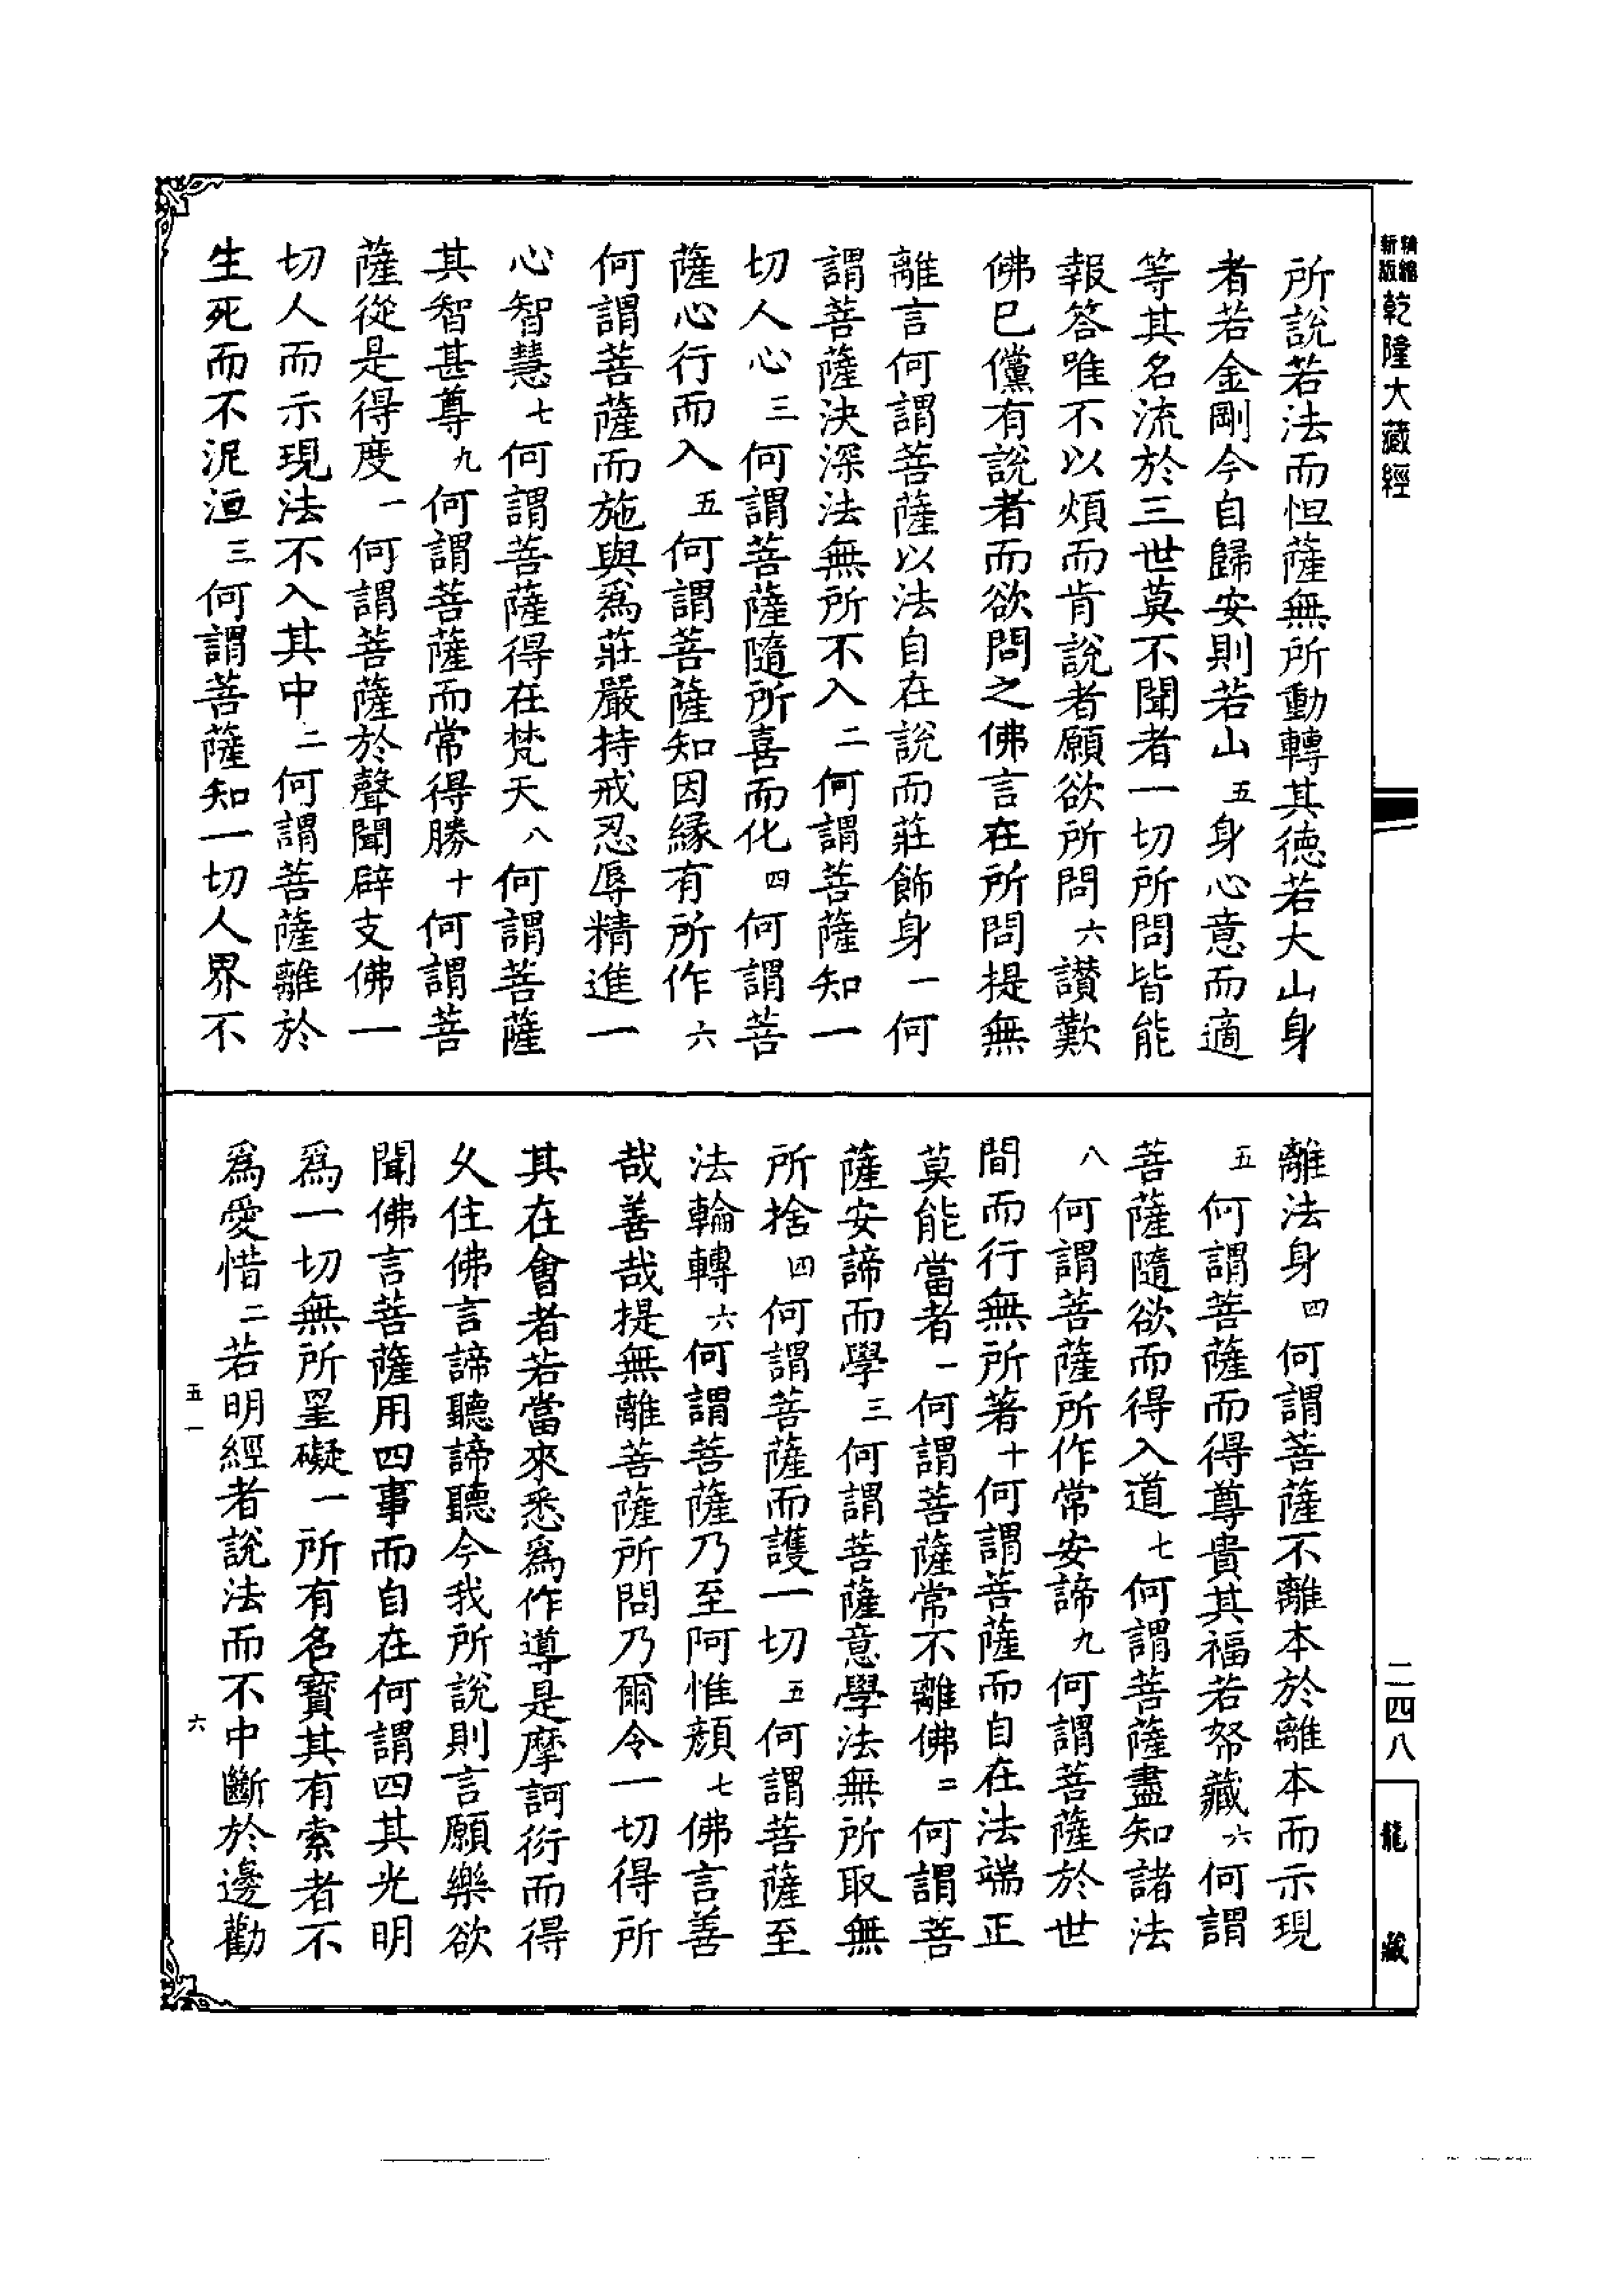 精縮
新版
乾隆大藏經
二四八
龍藏
所說若法而怛薩無所動轉其德若大山身
者若金剛今自歸安則若山五身心意而適
等其名流於三世莫不聞者一切所問皆能
報答唯不以煩而肯說者願欲所問六讃歎
佛已儻有說者而欲問之佛言在所問提無
離言何謂菩薩以法自在說而莊飾身一何
謂菩薩決深法無所不入二何謂菩薩知一
切人心三何謂菩薩隨所喜而化四何謂菩
薩心行而入五何謂菩薩知因緣有所作六
何謂菩薩而施與爲莊嚴持戒忍辱精進一
心智慧七何謂菩薩得在梵天八何謂菩薩
其智甚尊九何謂菩薩而常得勝十何謂菩
薩從是得度一何謂菩薩於聲聞辟支佛一
切人而示現法不入其中二何謂菩薩離於
生死而不泥洹三何謂菩薩知一切人界不
離法身四何謂菩薩不離本於離本而示現
五何謂菩薩而得尊貴其福若帑藏六何謂
菩薩隨欲而得入道七何謂菩薩盡知諸法
八何謂菩薩所作常安諦九何謂菩薩於世
間而行無所著十何謂菩薩而自在法端正
莫能當者一何謂菩薩常不離佛二何謂菩
薩安諦而學三何謂菩薩意學法無所取無
所捨四何謂菩薩而護一切五何謂菩薩至
法輪轉六何謂菩薩乃至阿惟顏七佛言善
哉善哉提無離菩薩所問乃爾令一切得所
其在會者若當來悉爲作導是摩訶衍而得
久住佛言諦聽諦聽今我所說則言願樂欲
聞佛言菩薩用四事而自在何謂四其光明
爲一切無所罣礙一所有名寶其有索者不
爲愛惜二若明經者說法而不中斷於邊勸
五一
六